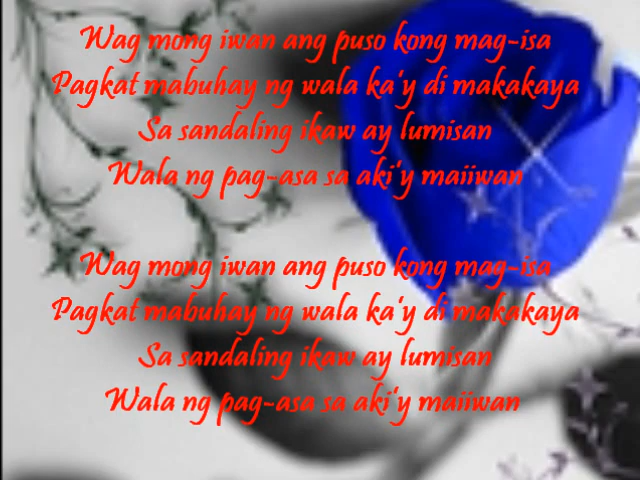 Wag mong iwan ang puso kong mag-isa
Pagkat mabuhay ng wala ka'y di makakaya
Sa sandaling ikaw ay lumisan
Wala ng pag-asa sa aki'y maiiwan
Wag mong iwan ang puso kong mag-isa
Pagkat mabuhay ng wala ka'y di makakaya
Sa sandaling ikaw ay lumisan
Wala ng pag-asa sa aki'y maiiwan